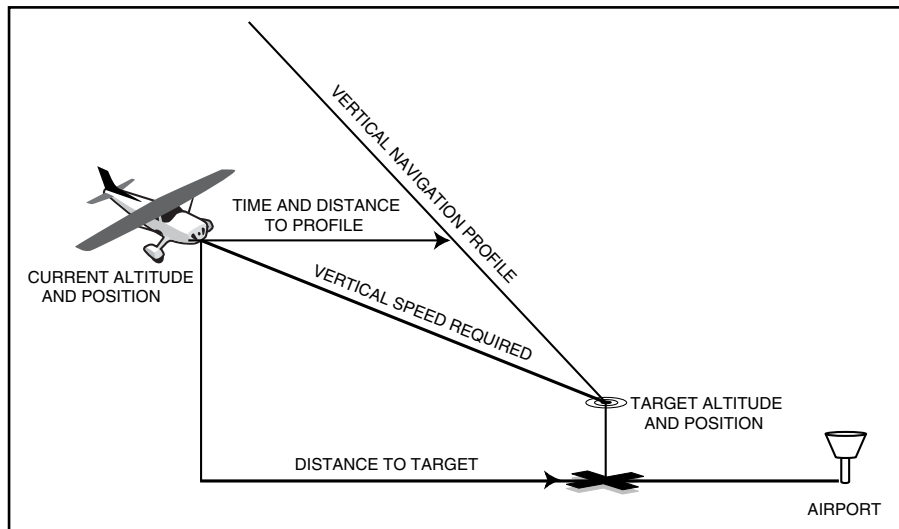 VERTICAL NAVIGATION PROFILE
TIME AND DISTANCE
TO PROFILE
CURRENT ALTITUDE
AND POSITION
VERTICAL SPEED REQUIRED
TARGET ALTITUDE
AND POSITION
DISTANCE TO TARGET
AIRPORT